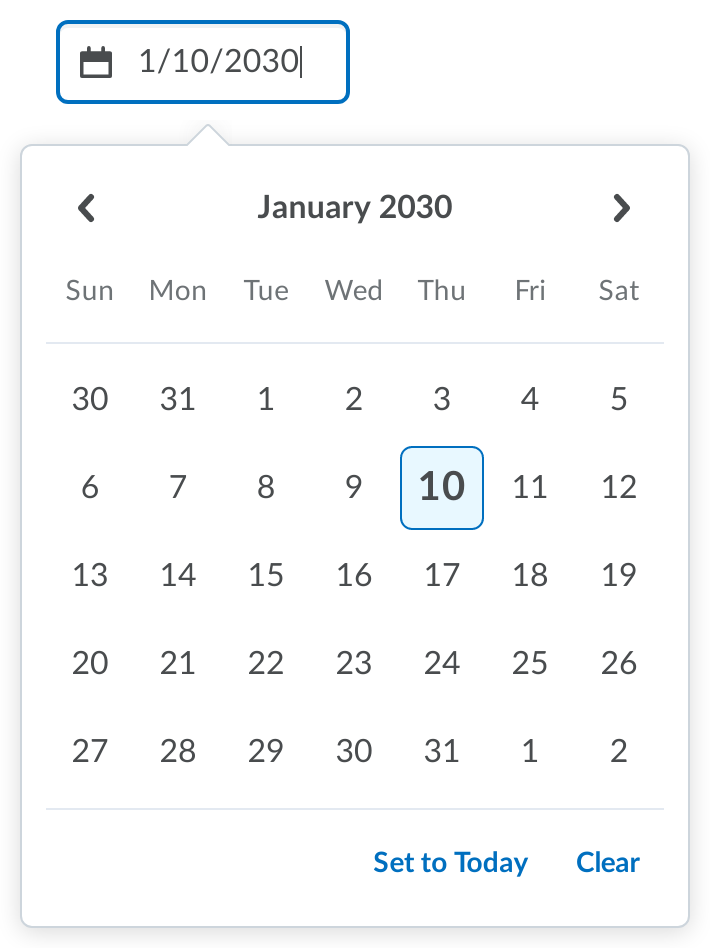 1/10/2030
January 2030
Sun Mon Tue Wed Thu Fri Sat
30 31 1 2 3 4 5
6 7 8 9 10 11 12
13 14 15 16 17 18 19
20 21 22 23 24 25 26
27 28 29 30 31 1 2
Set to Today Clear